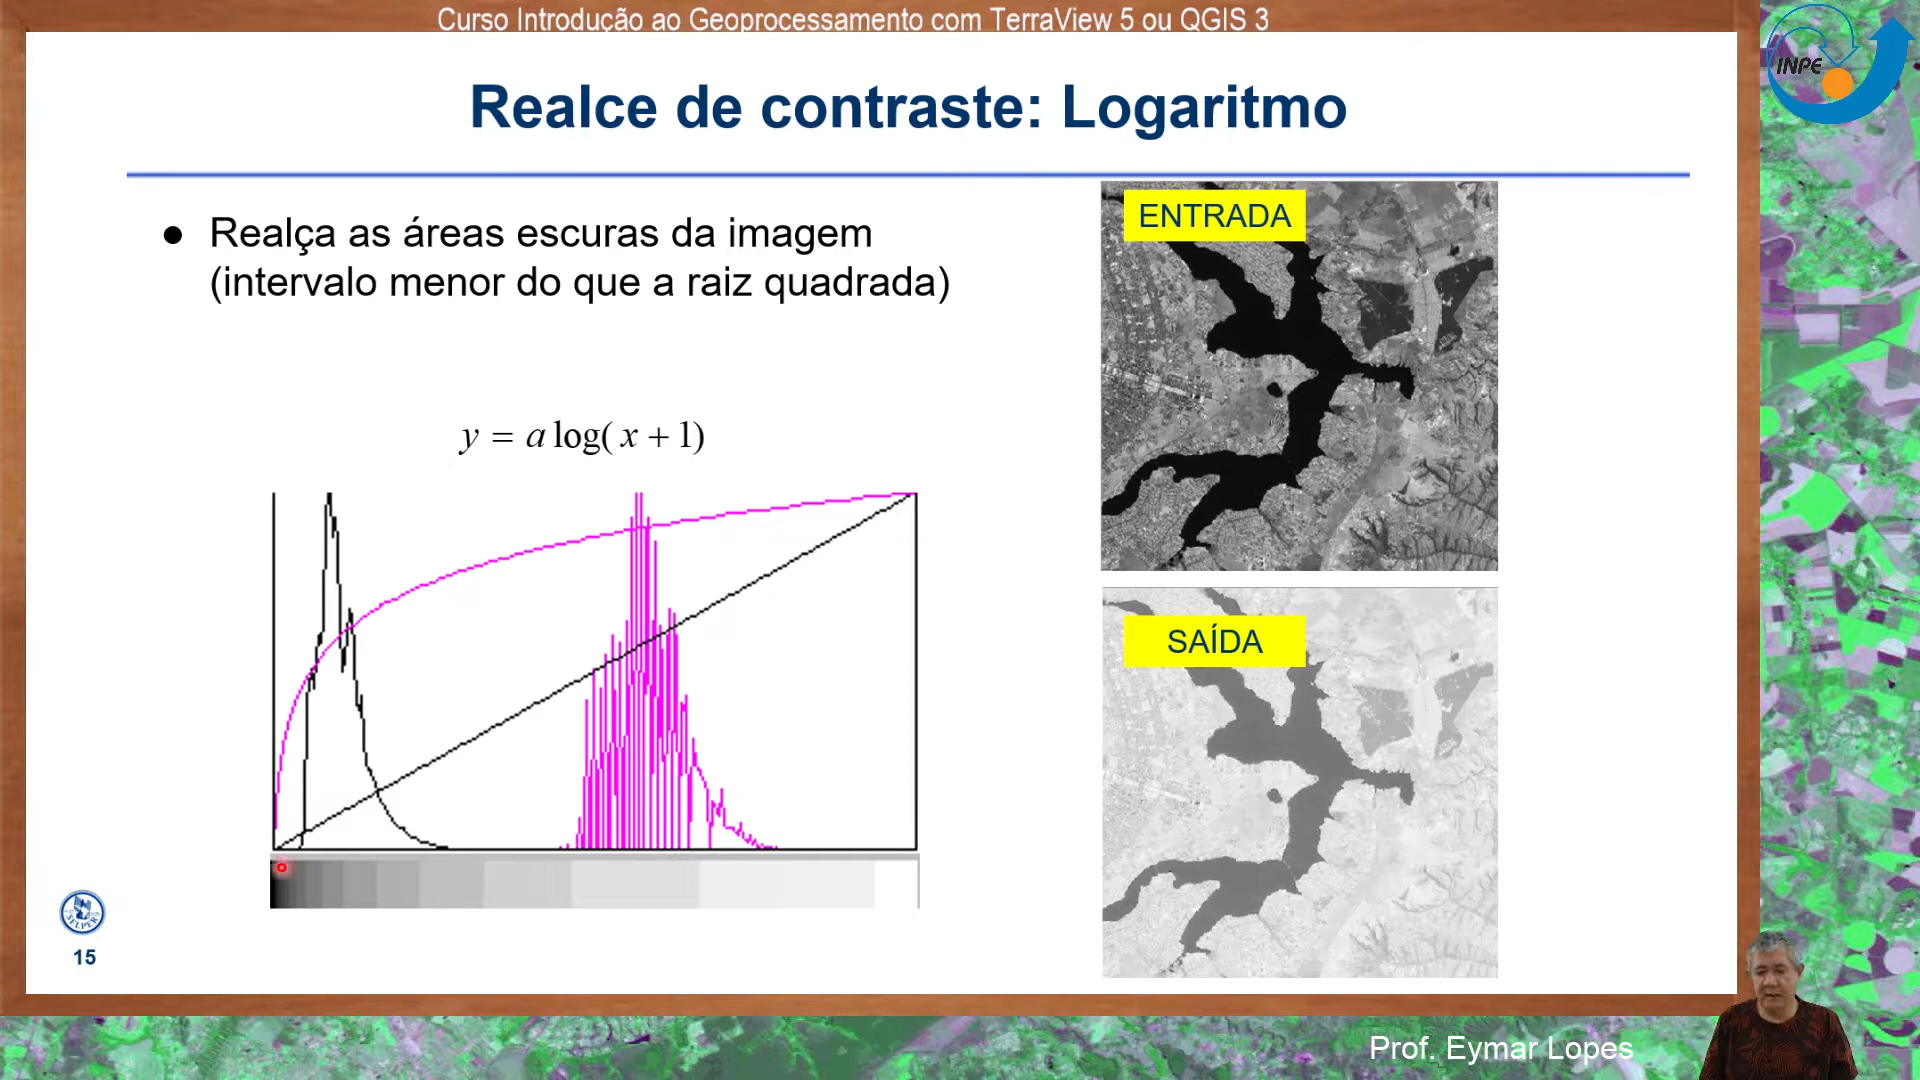 Curso Introdução ao Geoprocessamento com TerraView 5 ou QGIS 3
INPE
Realce de contraste: Logaritmo
● Realça as áreas escuras da imagem
(intervalo menor do que a raiz quadrada)
y = a log( x + 1)
ENTRADA
SAÍDA
SELPER
15
Prof. Eymar Lopes